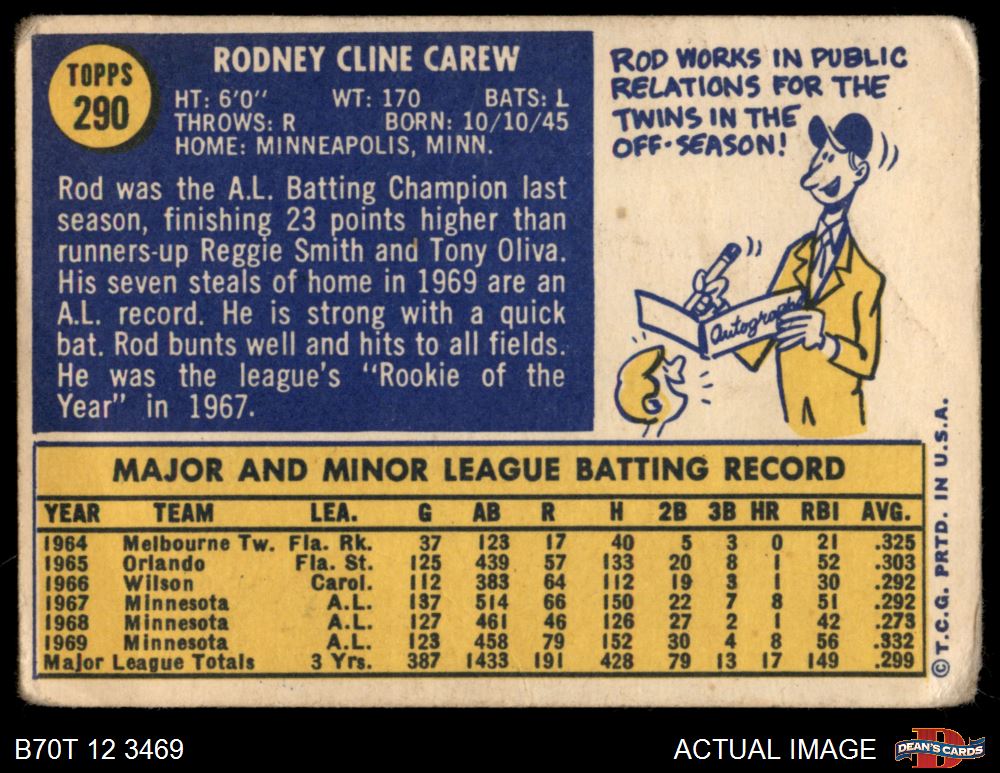 TOPPS
290
RODNEY CLINE CAREW
HT: 6'0" WT: 170 BATS: L
THROWS: R BORN: 10/10/45
HOME: MINNEAPOLIS, MINN.
Rod was the A.L. Batting Champion last
season, finishing 23 points higher than
runners-up Reggie Smith and Tony Oliva.
His seven steals of home in 1969 are an
A.L. record. He is strong with a quick
bat. Rod bunts well and hits to all fields.
He was the league's "Rookie of the
Year" in 1967.
ROD WORKS IN PUBLIC
RELATIONS FOR THE
TWINS IN THE
OFF-SEASON!
Autographs
MAJOR AND MINOR LEAGUE BATTING RECORD
YEAR TEAM LEA. G AB R H 2B 3B HR RBI AVG.
1964 Melbourne Tw. Fla. Rk. 37 123 17 40 5 3 0 21 .325
1965 Orlando Fla. St. 125 439 57 133 20 8 1 52 .303
1966 Wilson Carol. 112 383 64 112 19 3 1 30 .292
1967 Minnesota A.L. 137 514 66 150 22 7 8 51 .292
1968 Minnesota A.L. 127 461 46 126 27 2 1 42 .273
1969 Minnesota A.L. 123 458 79 152 30 4 8 56 .332
Major League Totals 3 Yrs. 387 1433 191 428 79 13 17 149 .299
© T.C.G. PRTD. IN U.S.A.
B70T 12 3469
ACTUAL IMAGE
DEAN'S CARDS